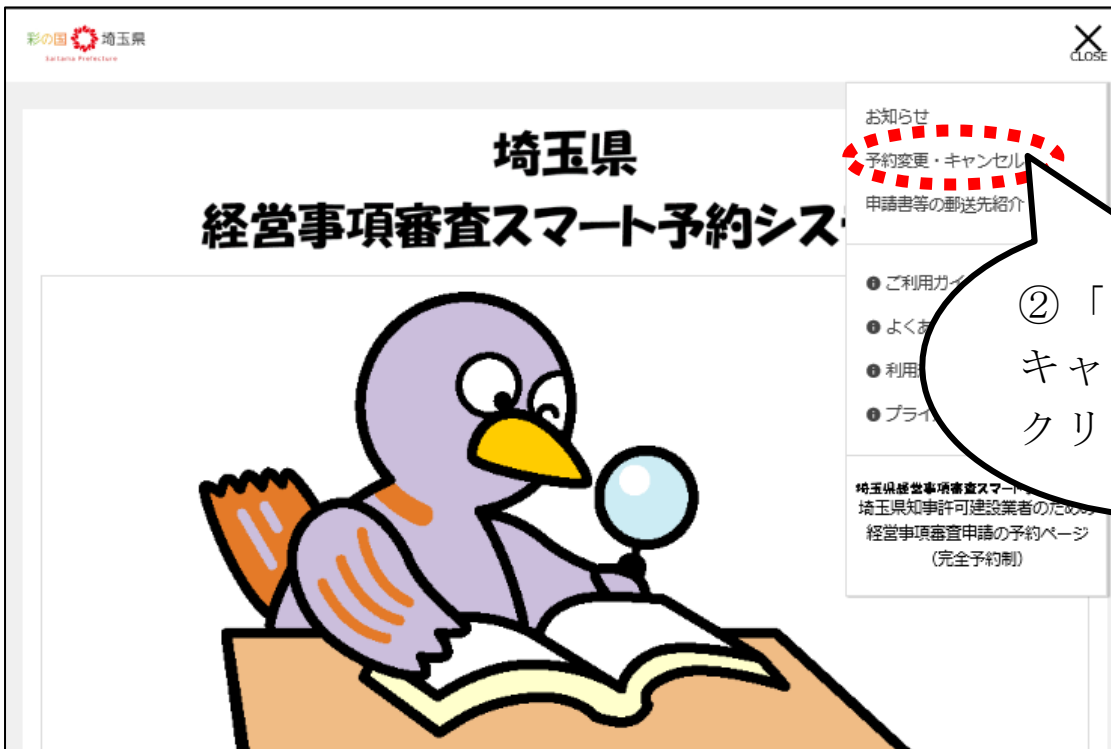 彩の国 埼玉県
Saitama Prefecture
CLOSE
埼玉県
経営事項審査スマート予約シス
お知らせ
予約変更・キャンセル
申請書等の郵送先紹介
ご利用ガイ
よくあ
利用
プライ
② 「
キャ
クリ
埼玉県経営事項審査スマート
埼玉県知事許可建設業者のための
経営事項審査申請の予約ページ
(完全予約制)